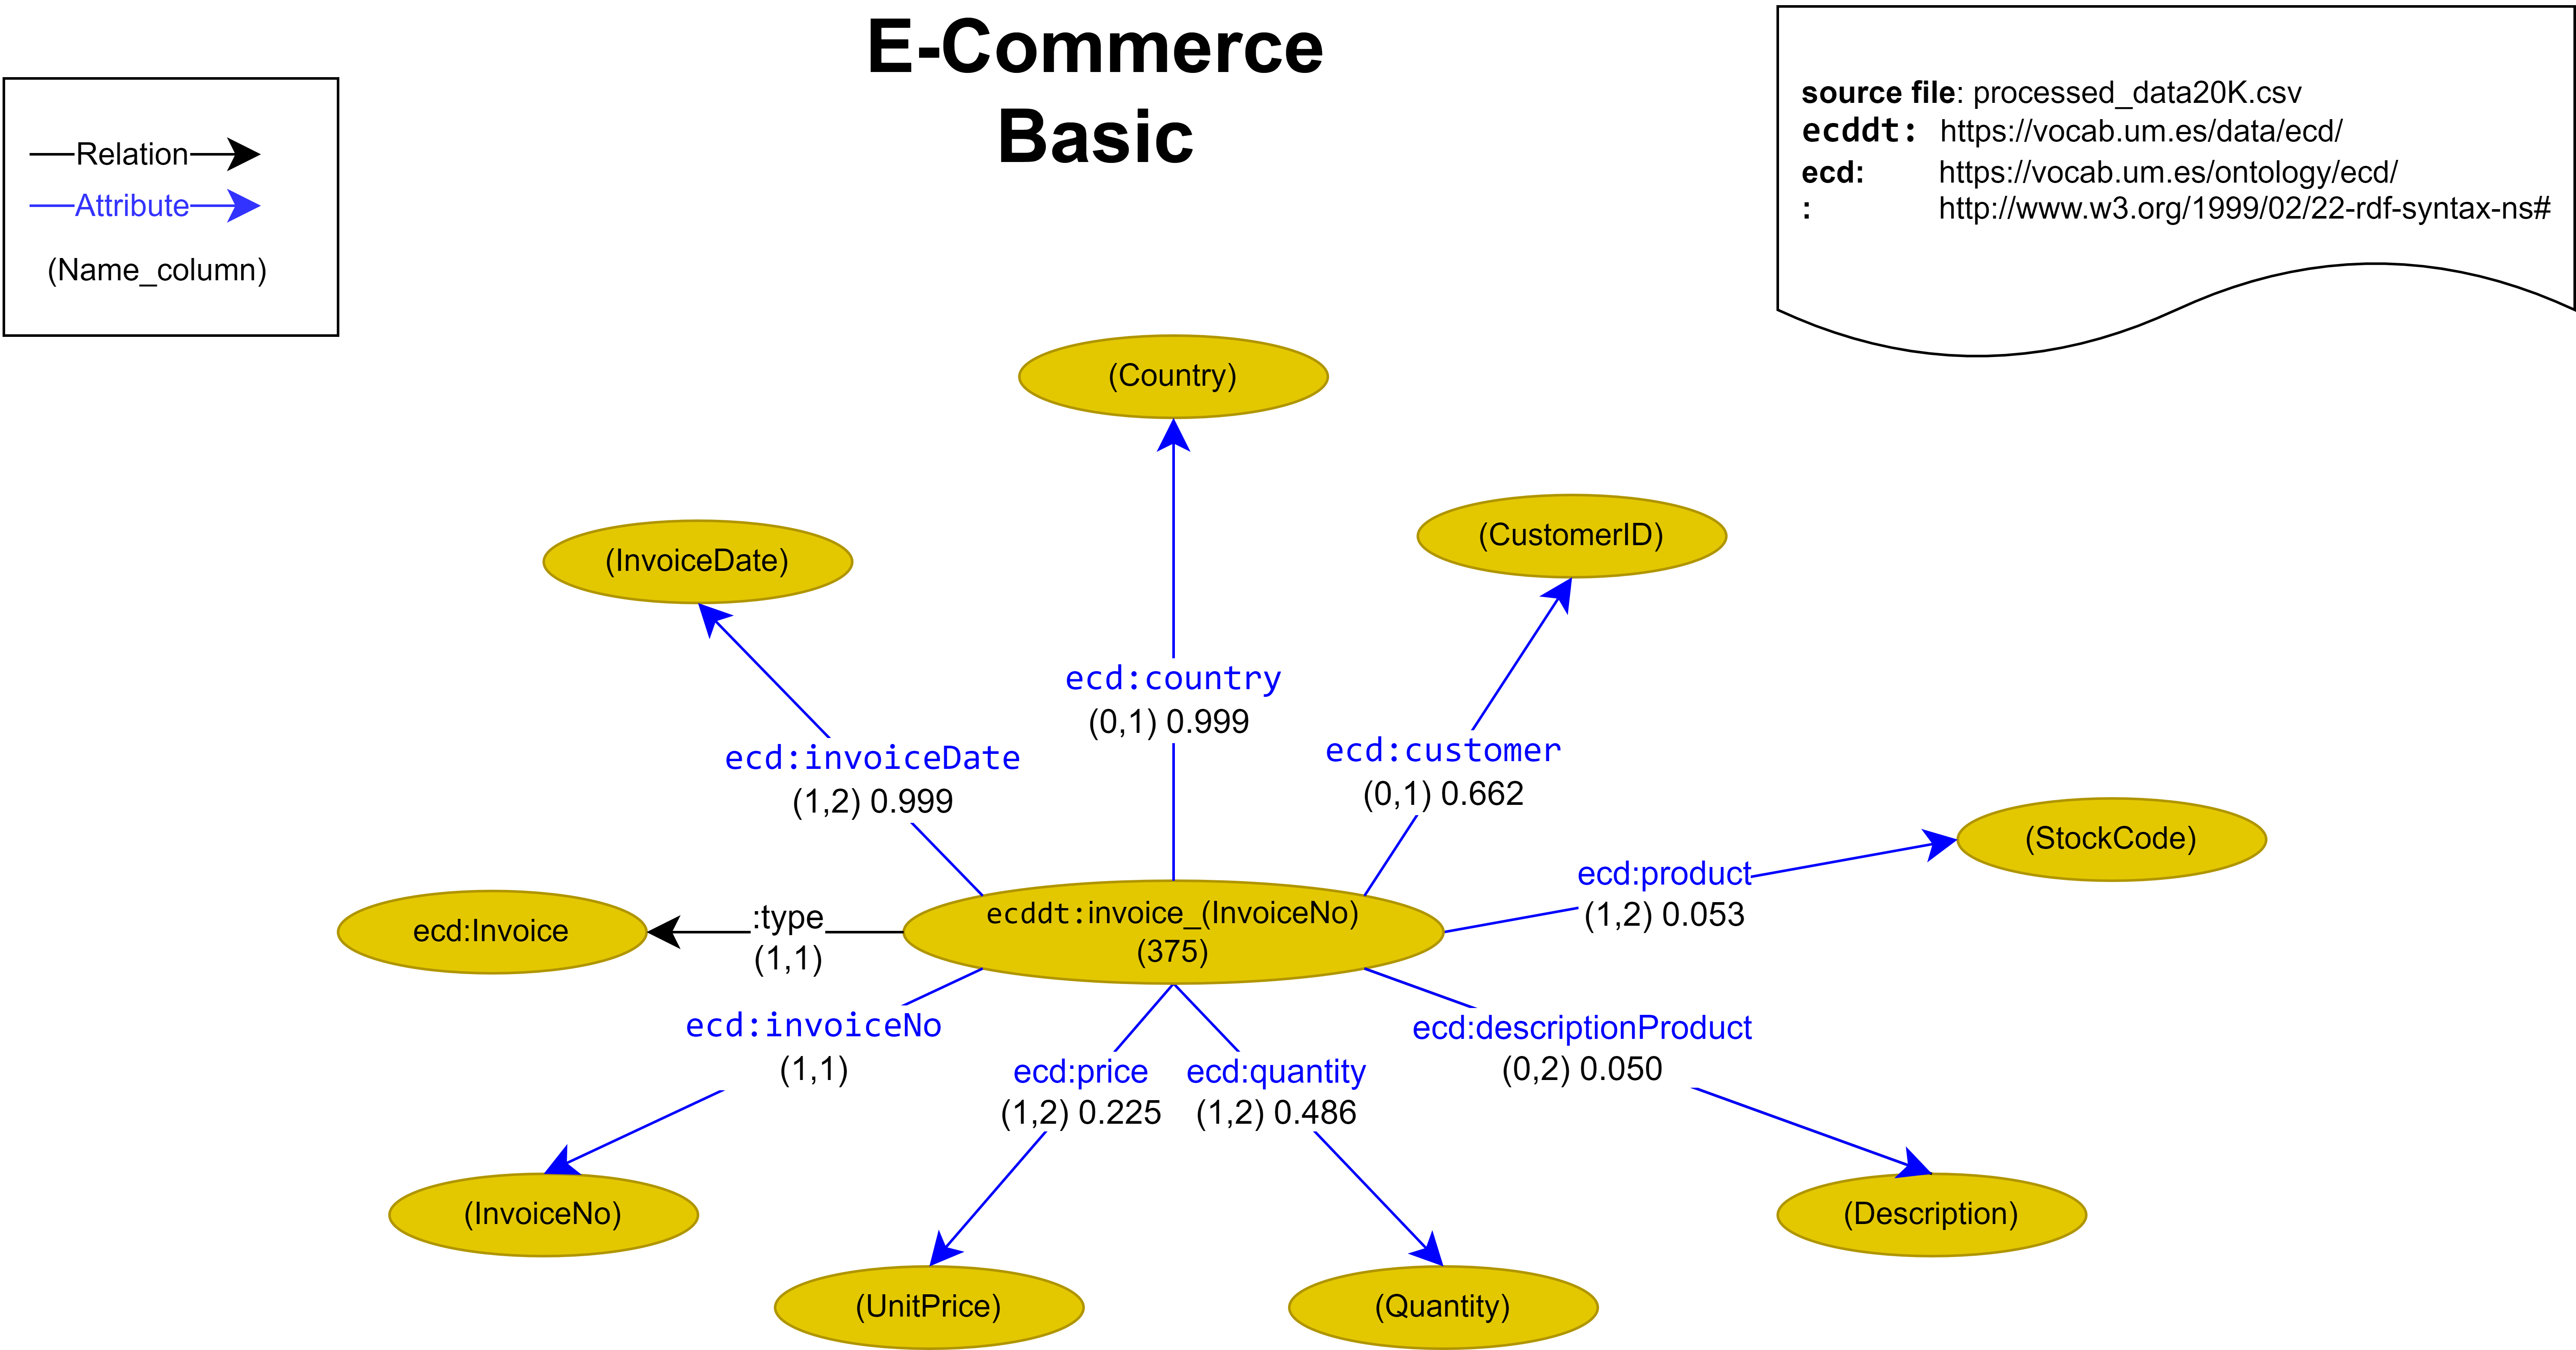 E-Commerce
Basic
Relation
Attribute
(Name_column)
source file: processed_data20K.csv
ecddt: https://vocab.um.es/data/ecd/
ecd: https://vocab.um.es/ontology/ecd/
: http://www.w3.org/1999/02/22-rdf-syntax-ns#
(Country)
(CustomerID)
(InvoiceDate)
ecd:country
(0,1) 0.999
ecd:customer
(0,1) 0.662
ecd:invoiceDate
(1,2) 0.999
(StockCode)
ecd:product
(1,2) 0.053
ecd:Invoice
:type
(1,1)
ecddt:invoice_(InvoiceNo)
(375)
ecd:invoiceNo
(1,1)
ecd:price
(1,2) 0.225
ecd:quantity
(1,2) 0.486
ecd:descriptionProduct
(0,2) 0.050
(InvoiceNo)
(Description)
(UnitPrice)
(Quantity)